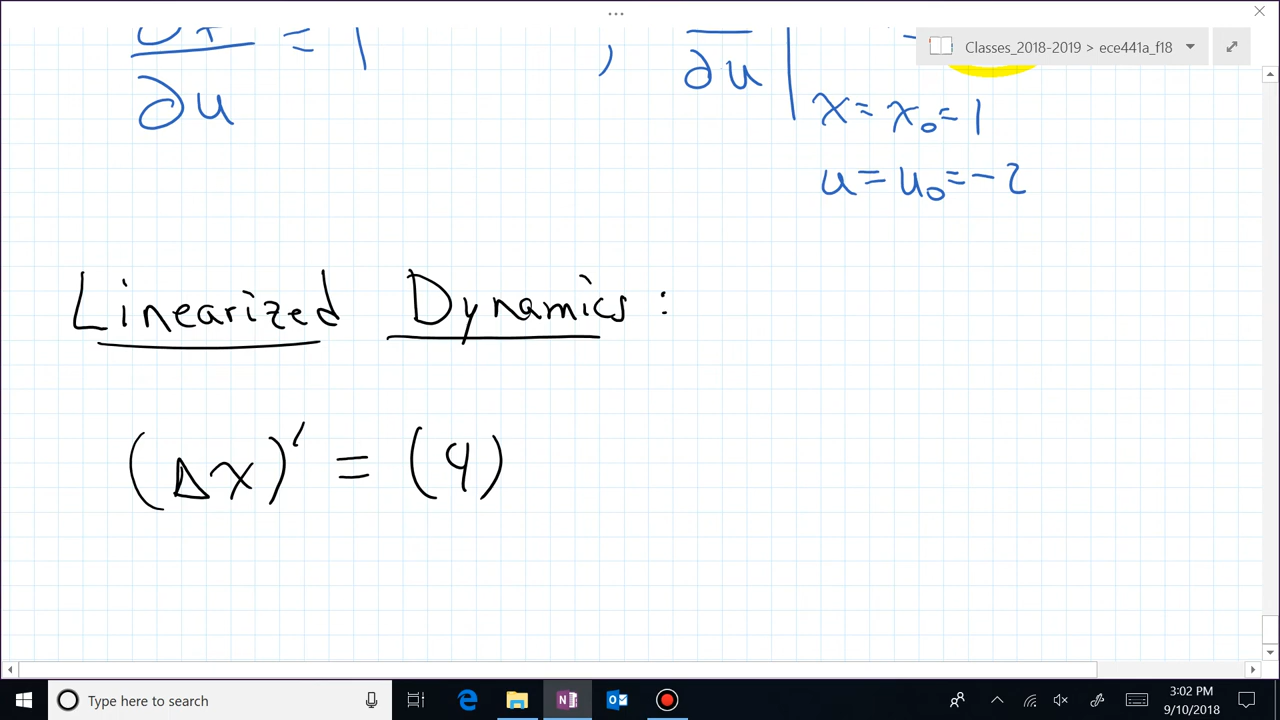 Classes_2018-2019 > ece441a_f18
= 1
∂u , ∂u | x = x₀ = 1
u = u₀ = -2
Linearized Dynamics :
(Δx)' = (4)
Type here to search
3:02 PM
9/10/2018